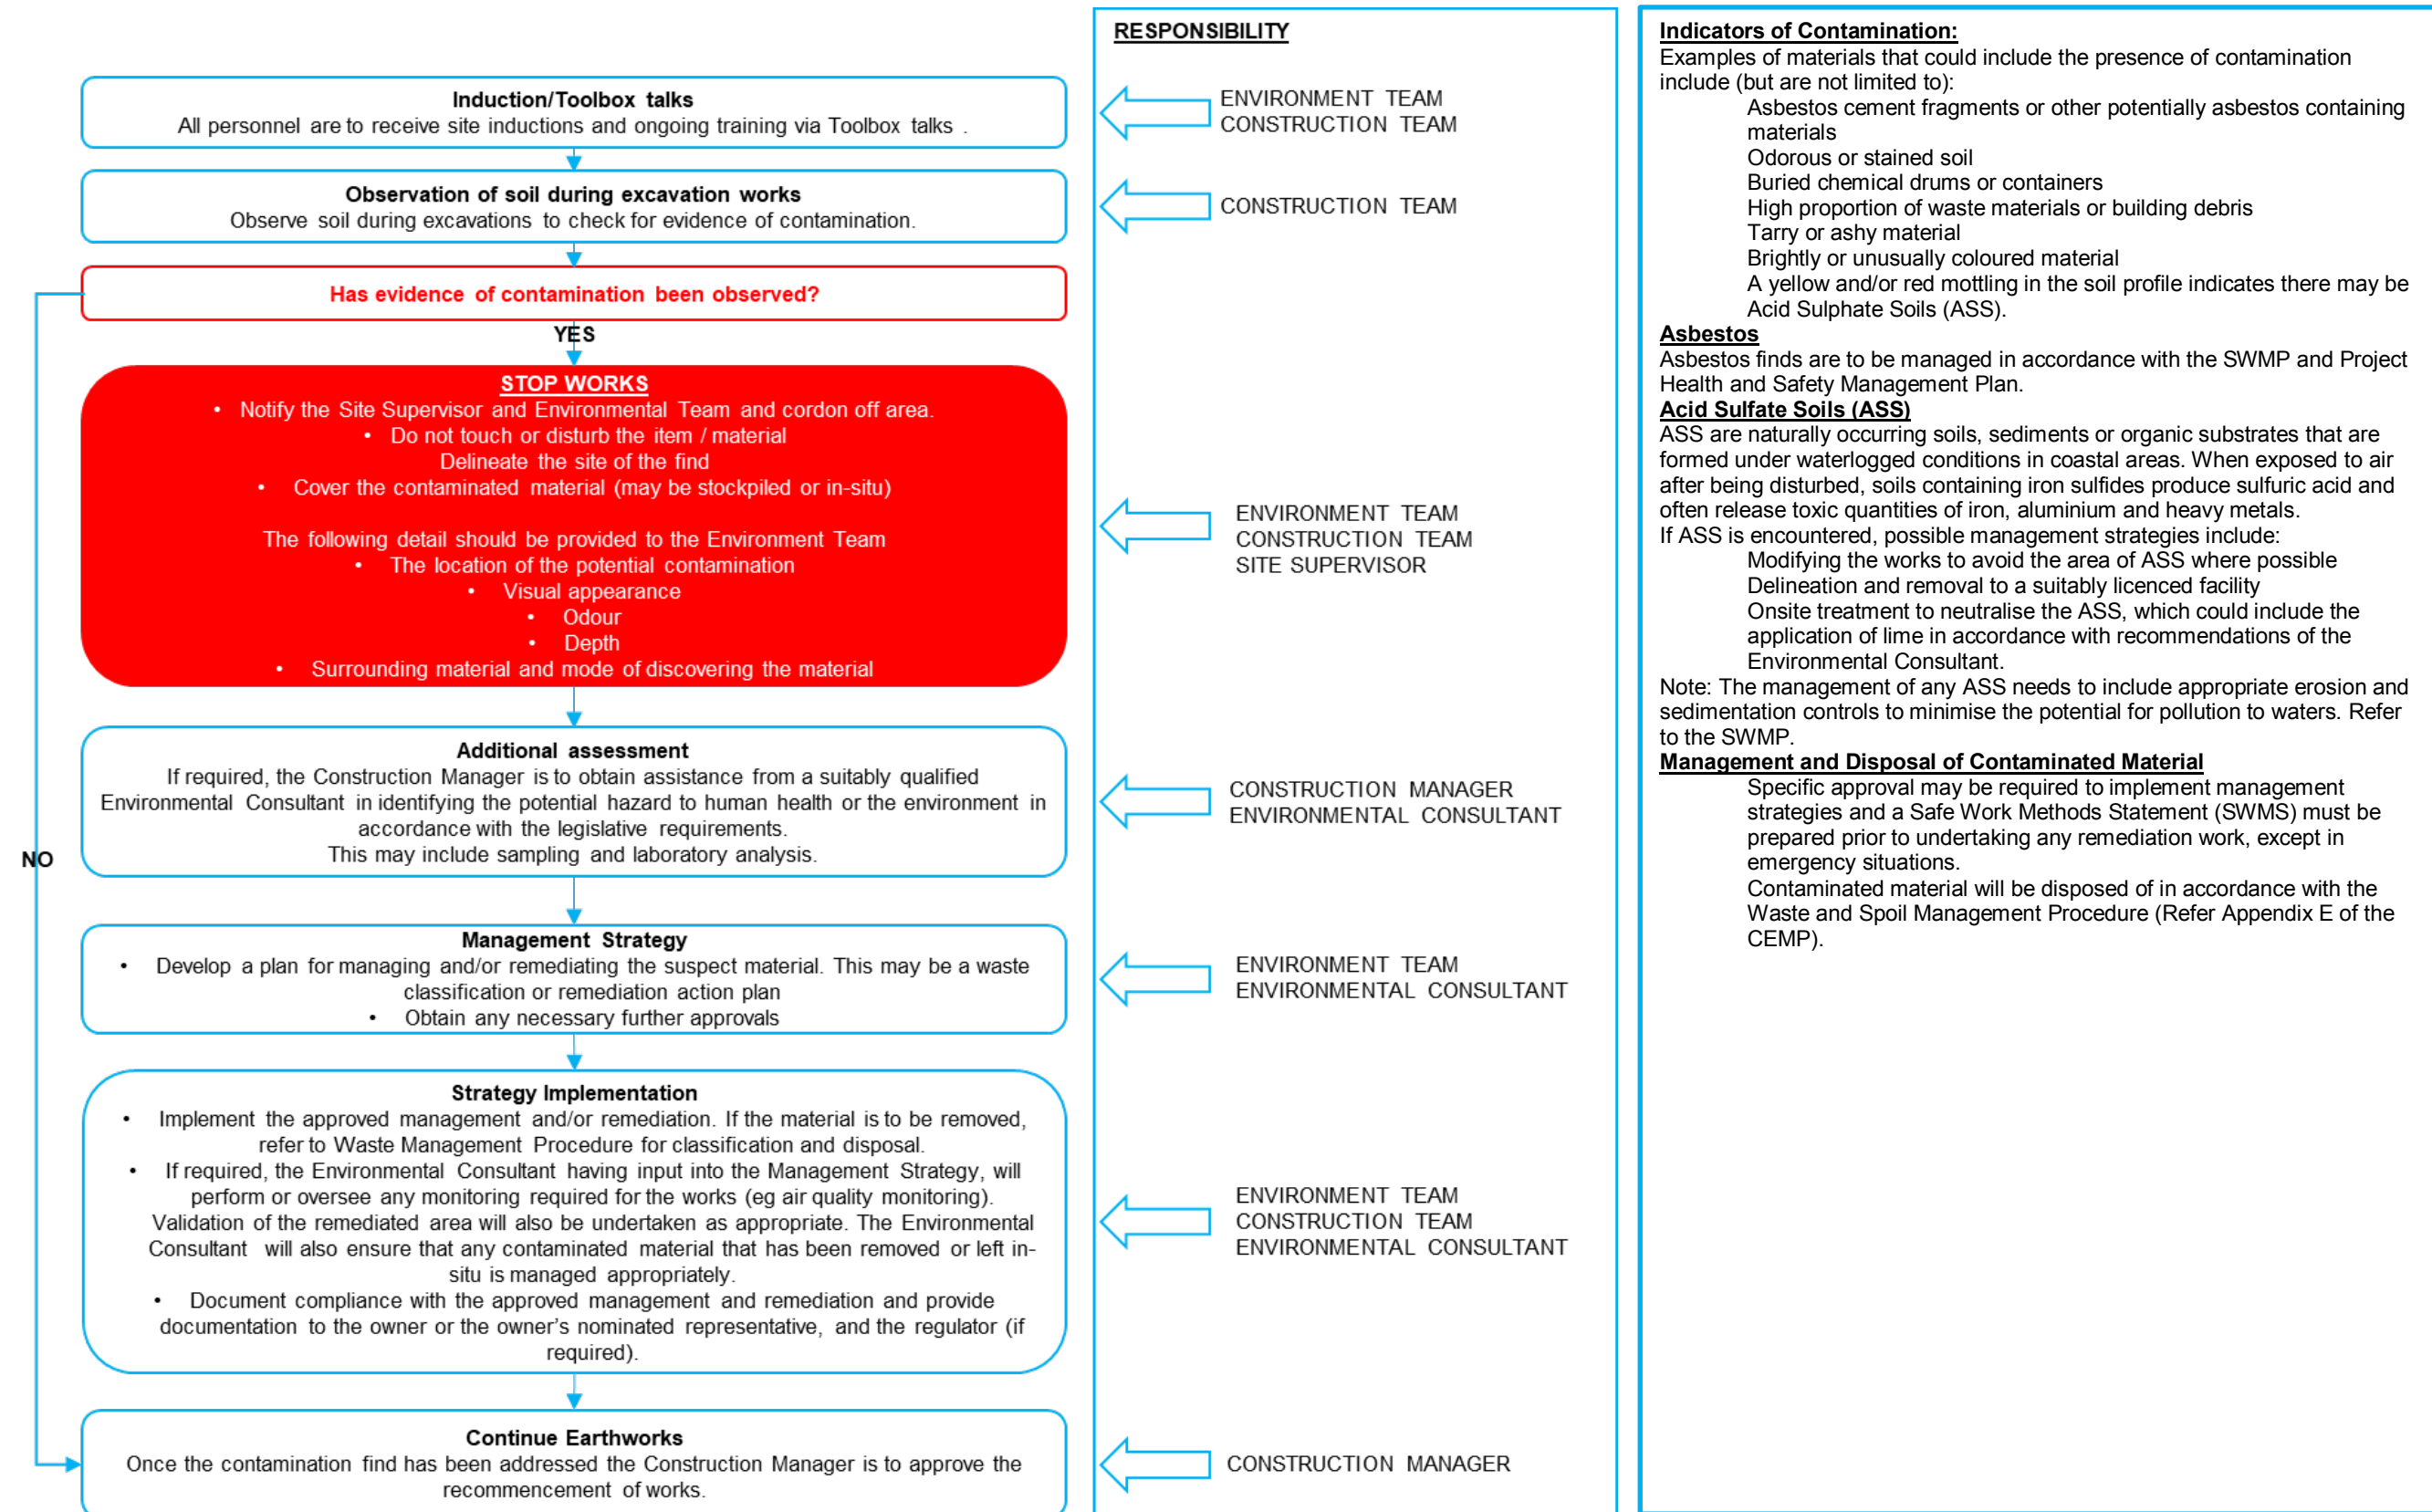 Induction/Toolbox talks
All personnel are to receive site inductions and ongoing training via Toolbox talks .
Observation of soil during excavation works
Observe soil during excavations to check for evidence of contamination.
Has evidence of contamination been observed?
YES
STOP WORKS
• Notify the Site Supervisor and Environmental Team and cordon off area.
• Do not touch or disturb the item / material
Delineate the site of the find
• Cover the contaminated material (may be stockpiled or in-situ)
The following detail should be provided to the Environment Team
• The location of the potential contamination
• Visual appearance
• Odour
• Depth
• Surrounding material and mode of discovering the material
Additional assessment
If required, the Construction Manager is to obtain assistance from a suitably qualified
Environmental Consultant in identifying the potential hazard to human health or the environment in
accordance with the legislative requirements.
This may include sampling and laboratory analysis.
NO
Management Strategy
• Develop a plan for managing and/or remediating the suspect material. This may be a waste
classification or remediation action plan
• Obtain any necessary further approvals
Strategy Implementation
• Implement the approved management and/or remediation. If the material is to be removed,
refer to Waste Management Procedure for classification and disposal.
• If required, the Environmental Consultant having input into the Management Strategy, will
perform or oversee any monitoring required for the works (eg air quality monitoring).
Validation of the remediated area will also be undertaken as appropriate. The Environmental
Consultant will also ensure that any contaminated material that has been removed or left in-
situ is managed appropriately.
• Document compliance with the approved management and remediation and provide
documentation to the owner or the owner's nominated representative, and the regulator (if
required).
Continue Earthworks
Once the contamination find has been addressed the Construction Manager is to approve the
recommencement of works.
RESPONSIBILITY
ENVIRONMENT TEAM
CONSTRUCTION TEAM
CONSTRUCTION TEAM
ENVIRONMENT TEAM
CONSTRUCTION TEAM
SITE SUPERVISOR
CONSTRUCTION MANAGER
ENVIRONMENTAL CONSULTANT
ENVIRONMENT TEAM
ENVIRONMENTAL CONSULTANT
ENVIRONMENT TEAM
CONSTRUCTION TEAM
ENVIRONMENTAL CONSULTANT
CONSTRUCTION MANAGER
Indicators of Contamination:
Examples of materials that could include the presence of contamination
include (but are not limited to):
Asbestos cement fragments or other potentially asbestos containing
materials
Odorous or stained soil
Buried chemical drums or containers
High proportion of waste materials or building debris
Tarry or ashy material
Brightly or unusually coloured material
A yellow and/or red mottling in the soil profile indicates there may be
Acid Sulphate Soils (ASS).
Asbestos
Asbestos finds are to be managed in accordance with the SWMP and Project
Health and Safety Management Plan.
Acid Sulfate Soils (ASS)
ASS are naturally occurring soils, sediments or organic substrates that are
formed under waterlogged conditions in coastal areas. When exposed to air
after being disturbed, soils containing iron sulfides produce sulfuric acid and
often release toxic quantities of iron, aluminium and heavy metals.
If ASS is encountered, possible management strategies include:
Modifying the works to avoid the area of ASS where possible
Delineation and removal to a suitably licenced facility
Onsite treatment to neutralise the ASS, which could include the
application of lime in accordance with recommendations of the
Environmental Consultant.
Note: The management of any ASS needs to include appropriate erosion and
sedimentation controls to minimise the potential for pollution to waters. Refer
to the SWMP.
Management and Disposal of Contaminated Material
Specific approval may be required to implement management
strategies and a Safe Work Methods Statement (SWMS) must be
prepared prior to undertaking any remediation work, except in
emergency situations.
Contaminated material will be disposed of in accordance with the
Waste and Spoil Management Procedure (Refer Appendix E of the
CEMP).